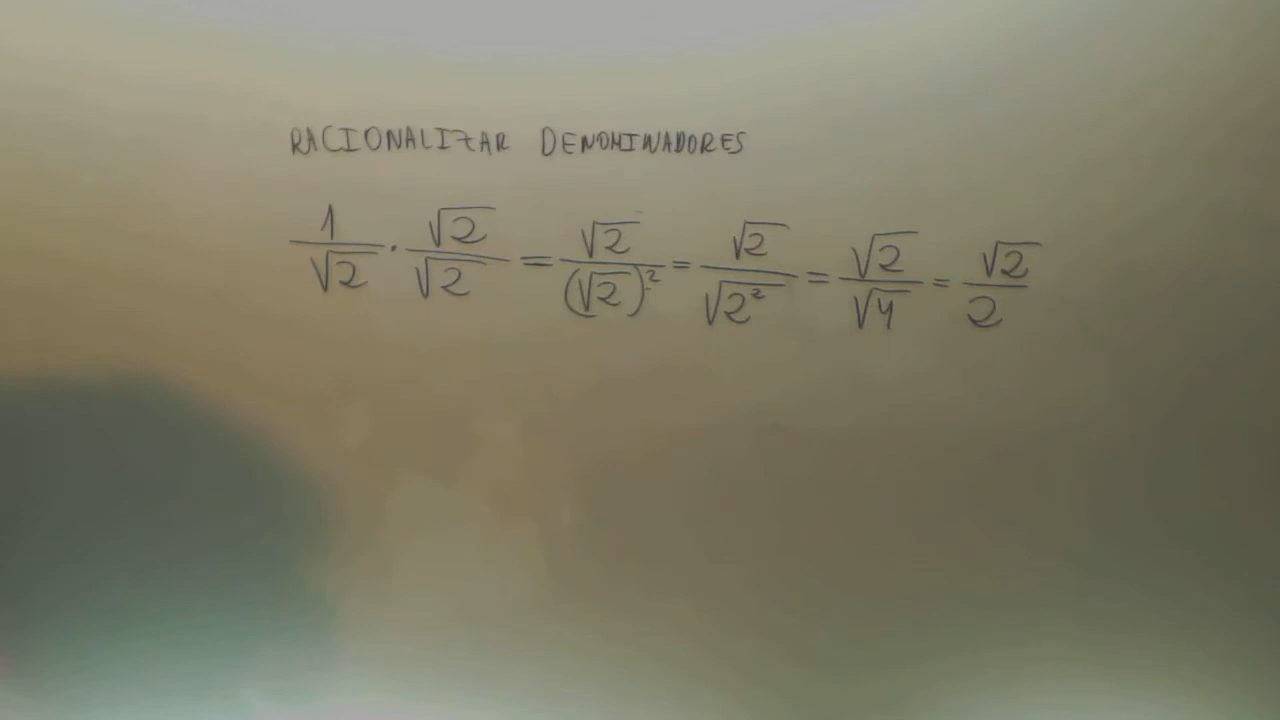 RACIONALIZAR DENOMINADORES
1/√2 · √2/√2 = √2/(√2)² = √2/√2² = √2/√4 = √2/2